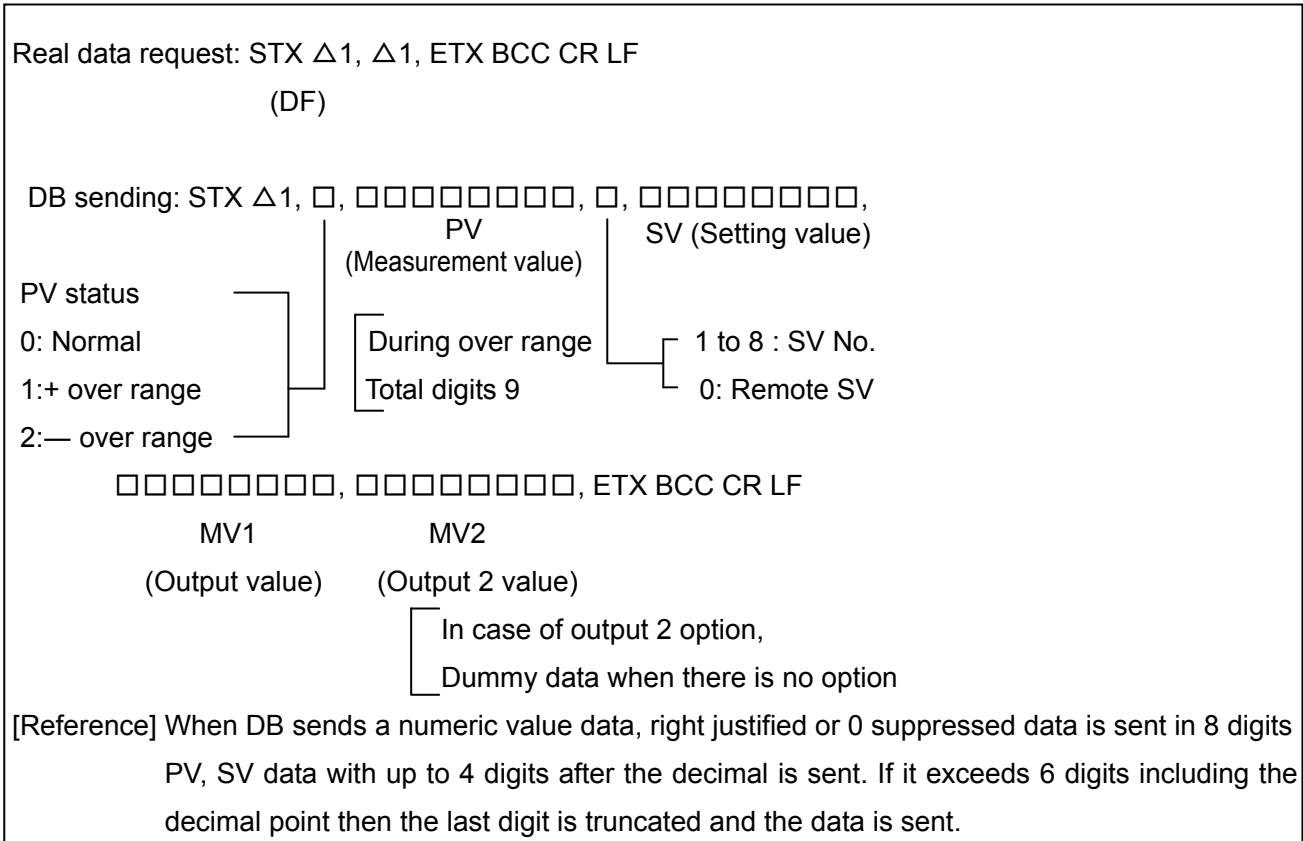 Real data request: STX △1, △1, ETX BCC CR LF
(DF)
DB sending: STX △1, □, □□□□□□□□, □, □□□□□□□□,
PV
SV (Setting value)
(Measurement value)
PV status
0: Normal
During over range
1 to 8 : SV No.
1:+ over range
Total digits 9
0: Remote SV
2:— over range
□□□□□□□□, □□□□□□□□, ETX BCC CR LF
MV1
MV2
(Output value)
(Output 2 value)
In case of output 2 option,
Dummy data when there is no option
[Reference] When DB sends a numeric value data, right justified or 0 suppressed data is sent in 8 digits
PV, SV data with up to 4 digits after the decimal is sent. If it exceeds 6 digits including the
decimal point then the last digit is truncated and the data is sent.